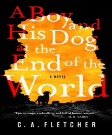 A Boy and
His Dog
at the
End of the
World
A NOVEL
C. A. FLETCHER